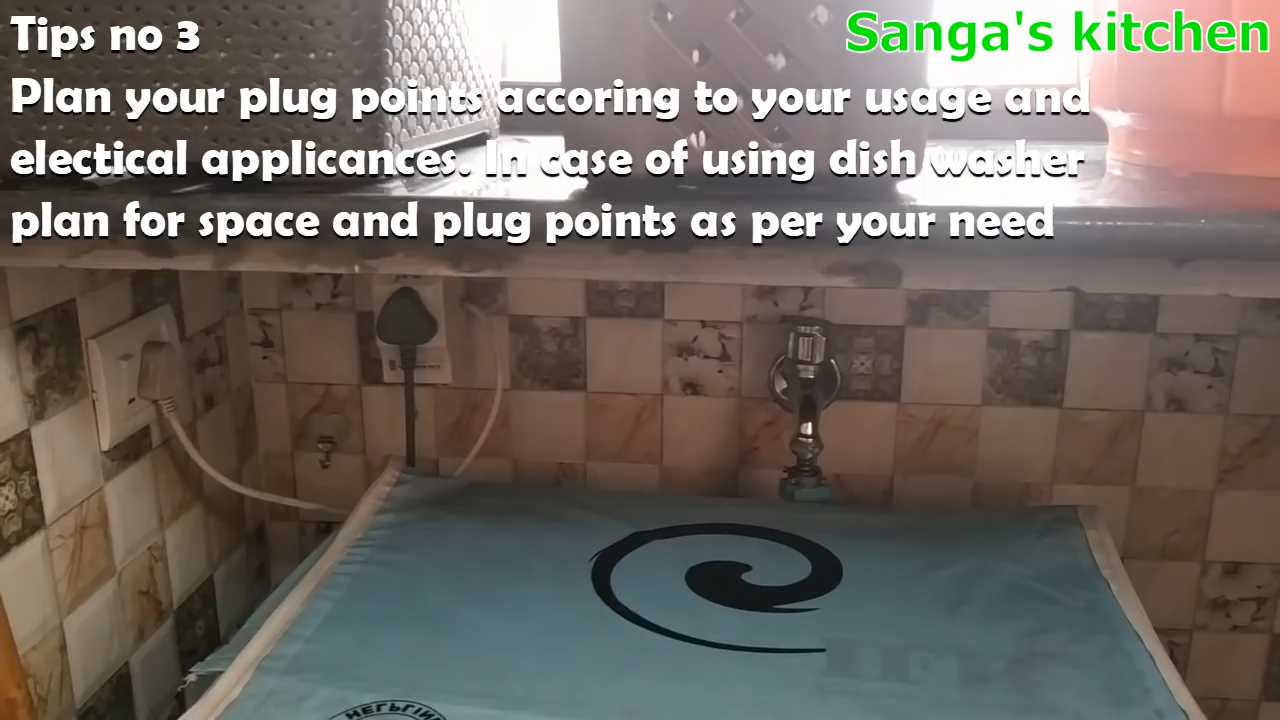 Tips no 3
Sanga's kitchen
Plan your plug points accoring to your usage and
electical applicances. In case of using dish washer
plan for space and plug points as per your need